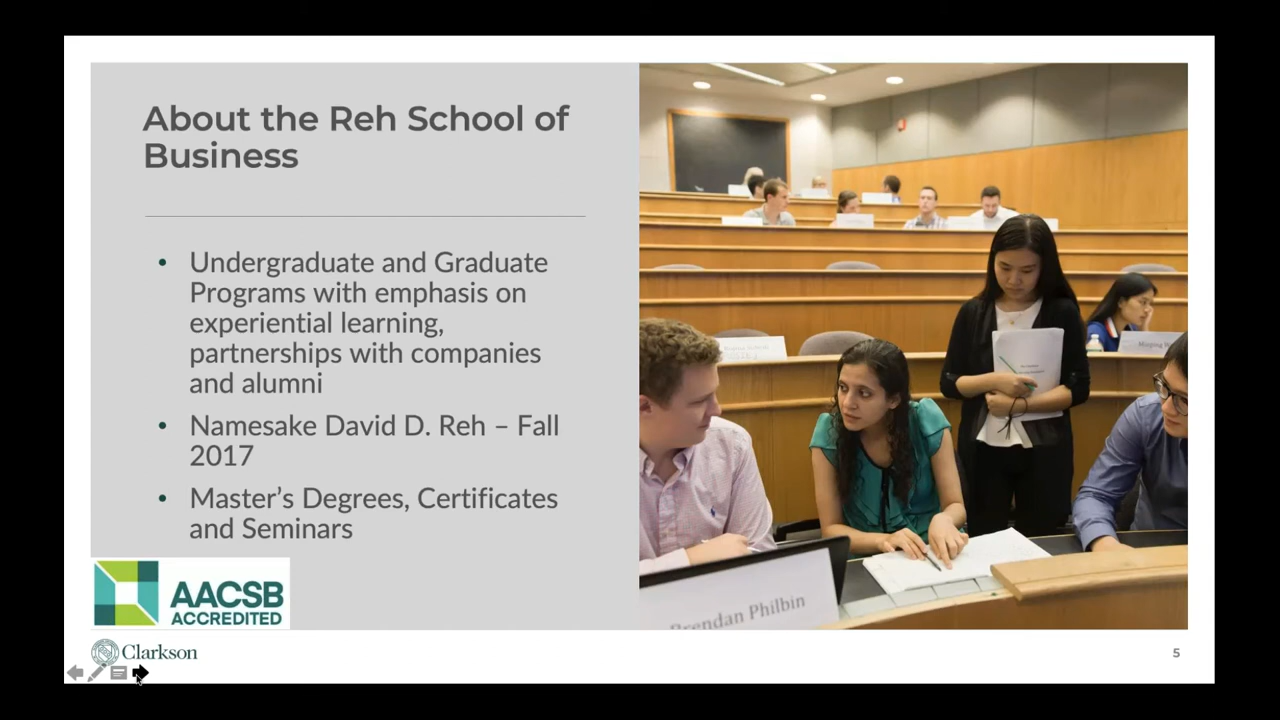 About the Reh School of
Business
• Undergraduate and Graduate
Programs with emphasis on
experiential learning,
partnerships with companies
and alumni
• Namesake David D. Reh – Fall
2017
• Master’s Degrees, Certificates
and Seminars
AACSB
ACCREDITED
Clarkson
Brendan Philbin
5